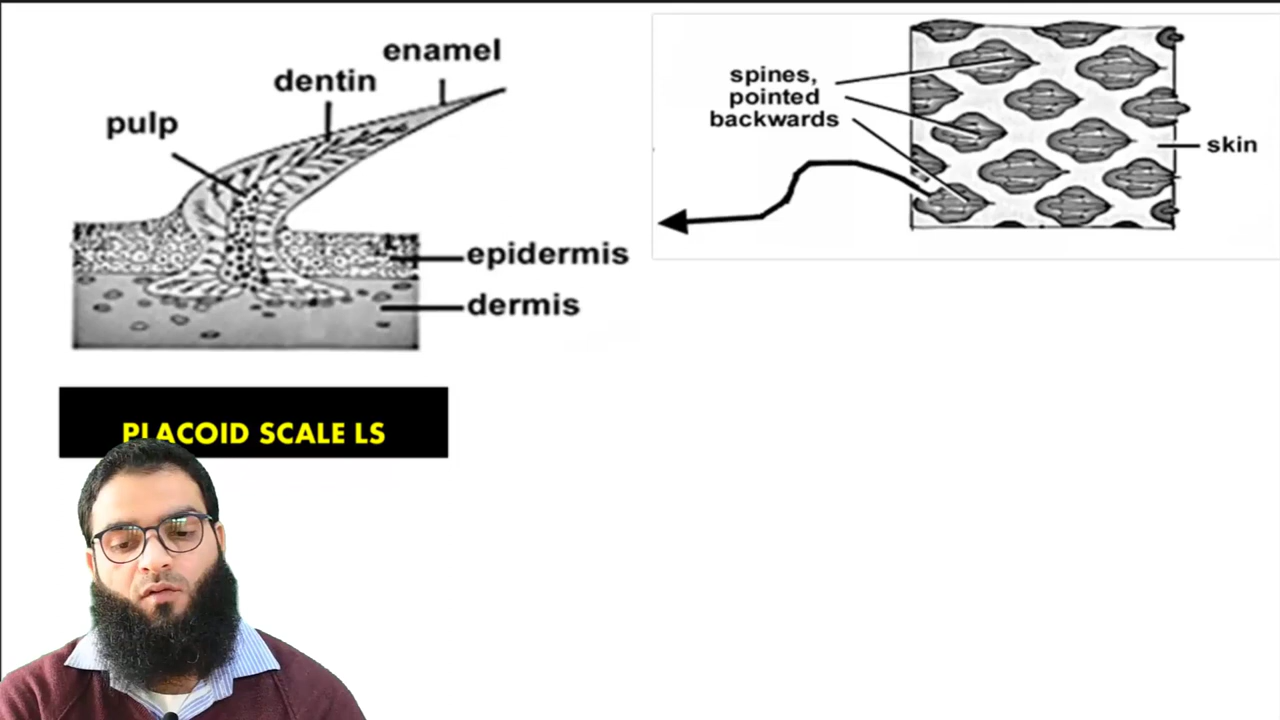 enamel
dentin
pulp
epidermis
dermis
PLACOID SCALE LS
spines,
pointed
backwards
skin